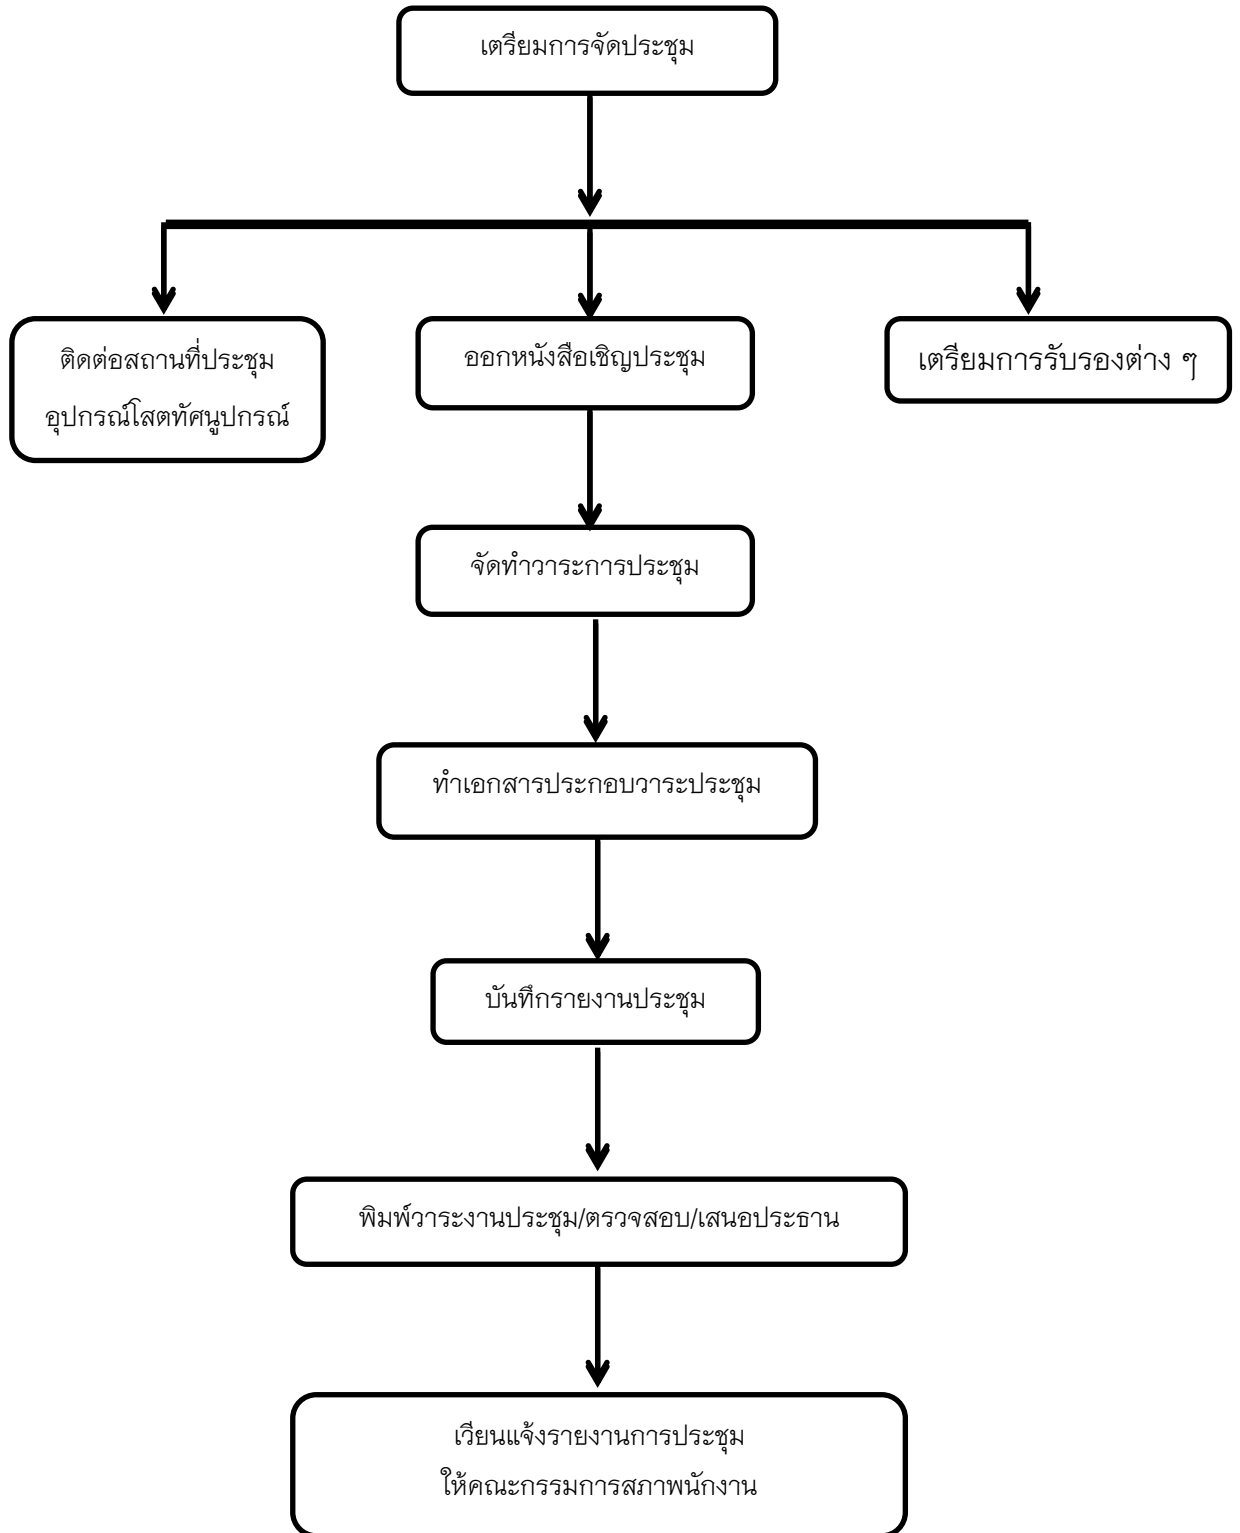 เตรียมการจัดประชุม
ติดต่อสถานที่ประชุม
อุปกรณ์โสตทัศนูปกรณ์
ออกหนังสือเชิญประชุม
เตรียมการรับรองต่าง ๆ
จัดทำวาระการประชุม
ทำเอกสารประกอบวาระประชุม
บันทึกรายงานประชุม
พิมพ์วาระงานประชุม/ตรวจสอบ/เสนอประธาน
เวียนแจ้งรายงานการประชุม
ให้คณะกรรมการสภาพนักงาน